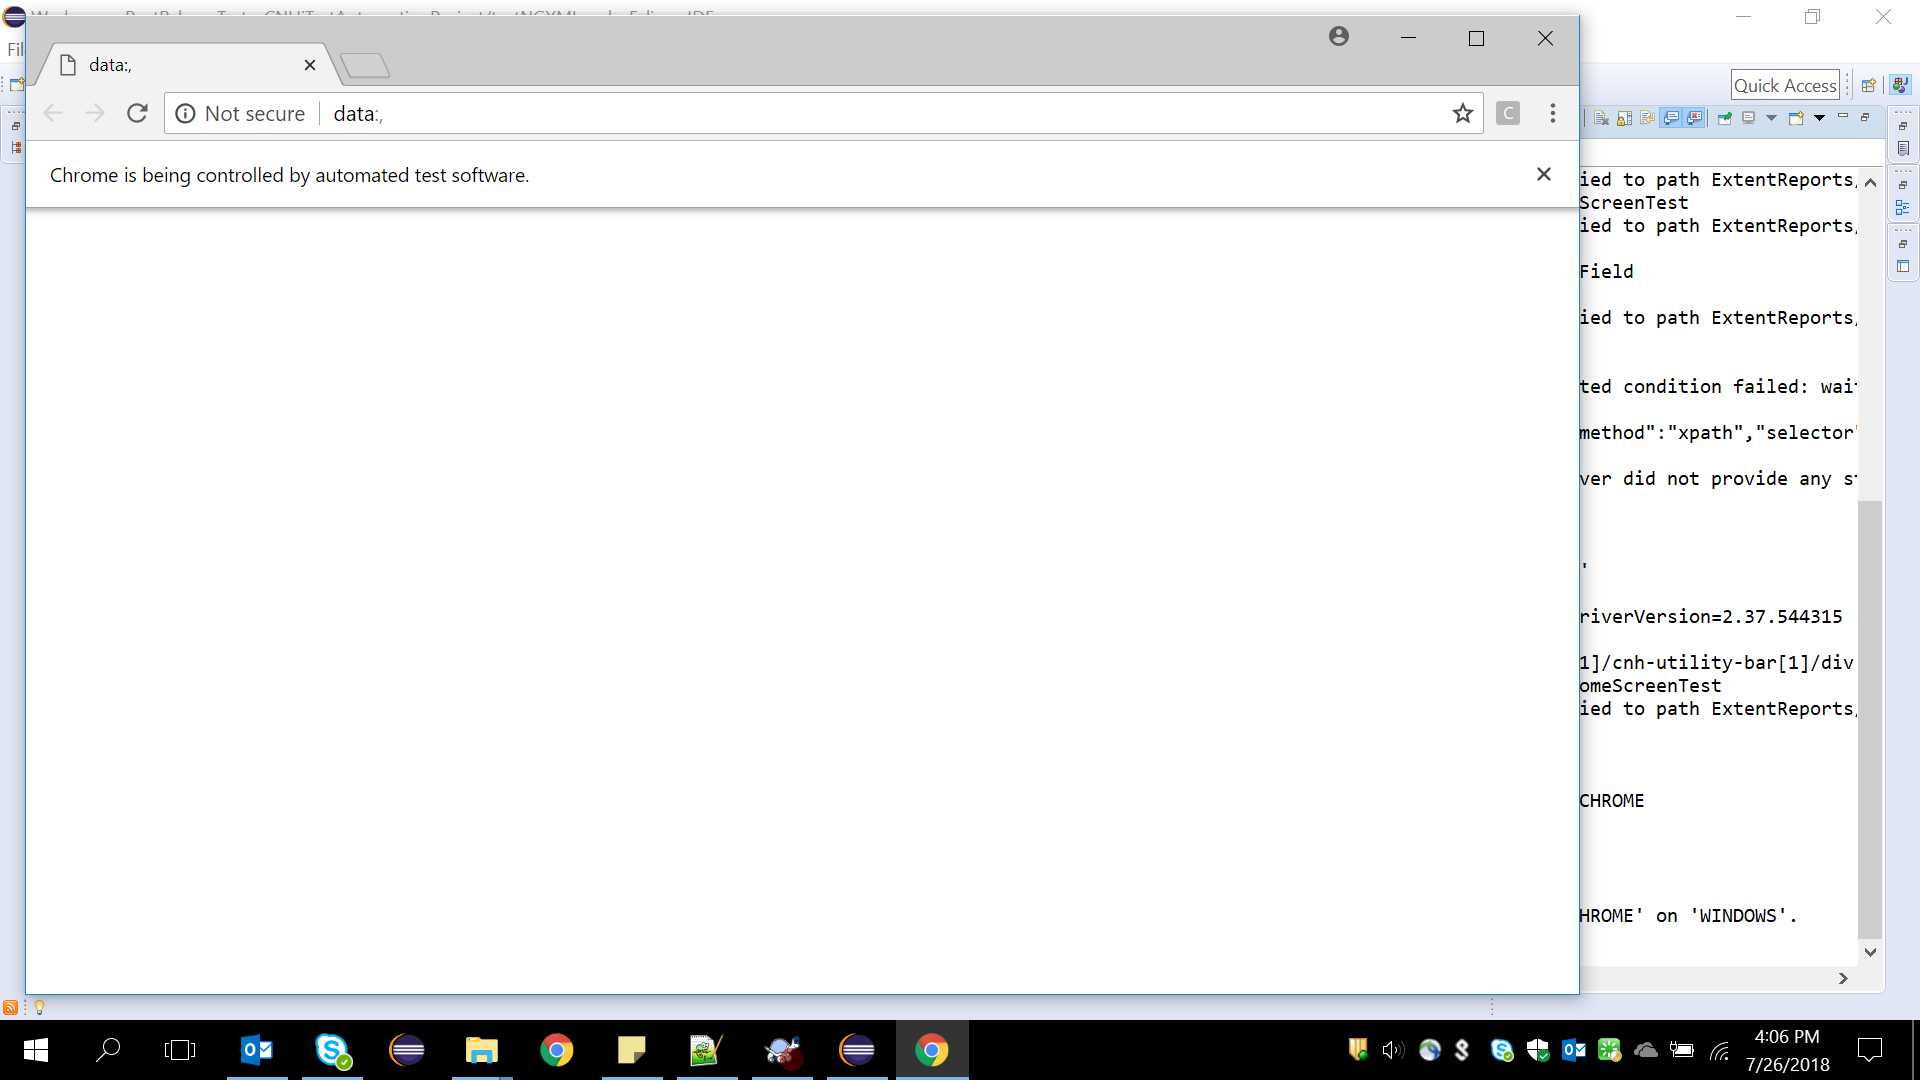 data:,
Fil
Quick Access
Not secure
data:,
C
Chrome is being controlled by automated test software.
ied to path ExtentReports/
ScreenTest
ied to path ExtentReports/
Field
ied to path ExtentReports/
ted condition failed: wai
method":"xpath","selector"
ver did not provide any s
'
riverVersion=2.37.544315
1]/cnh-utility-bar[1]/div
omeScreenTest
ied to path ExtentReports/
CHROME
HROME' on 'WINDOWS'.
4:06 PM
7/26/2018